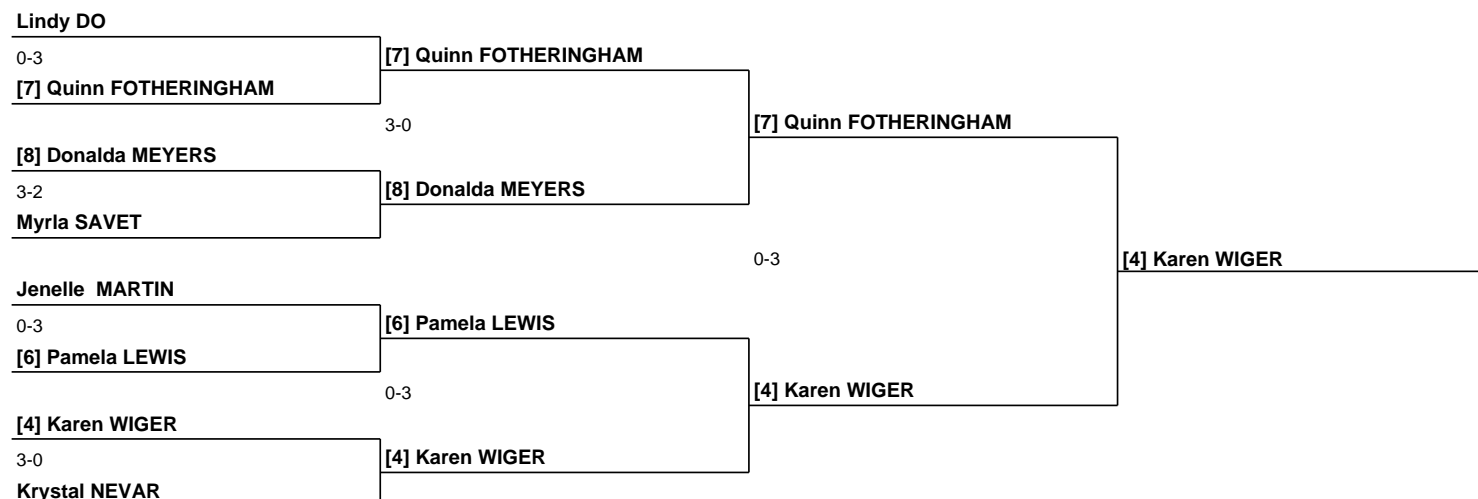 Lindy DO
0-3
[7] Quinn FOTHERINGHAM
[7] Quinn FOTHERINGHAM
3-0
[7] Quinn FOTHERINGHAM
[8] Donalda MEYERS
3-2
[8] Donalda MEYERS
Myrla SAVET
0-3
[4] Karen WIGER
Jenelle MARTIN
0-3
[6] Pamela LEWIS
[6] Pamela LEWIS
0-3
[4] Karen WIGER
[4] Karen WIGER
3-0
[4] Karen WIGER
Krystal NEVAR